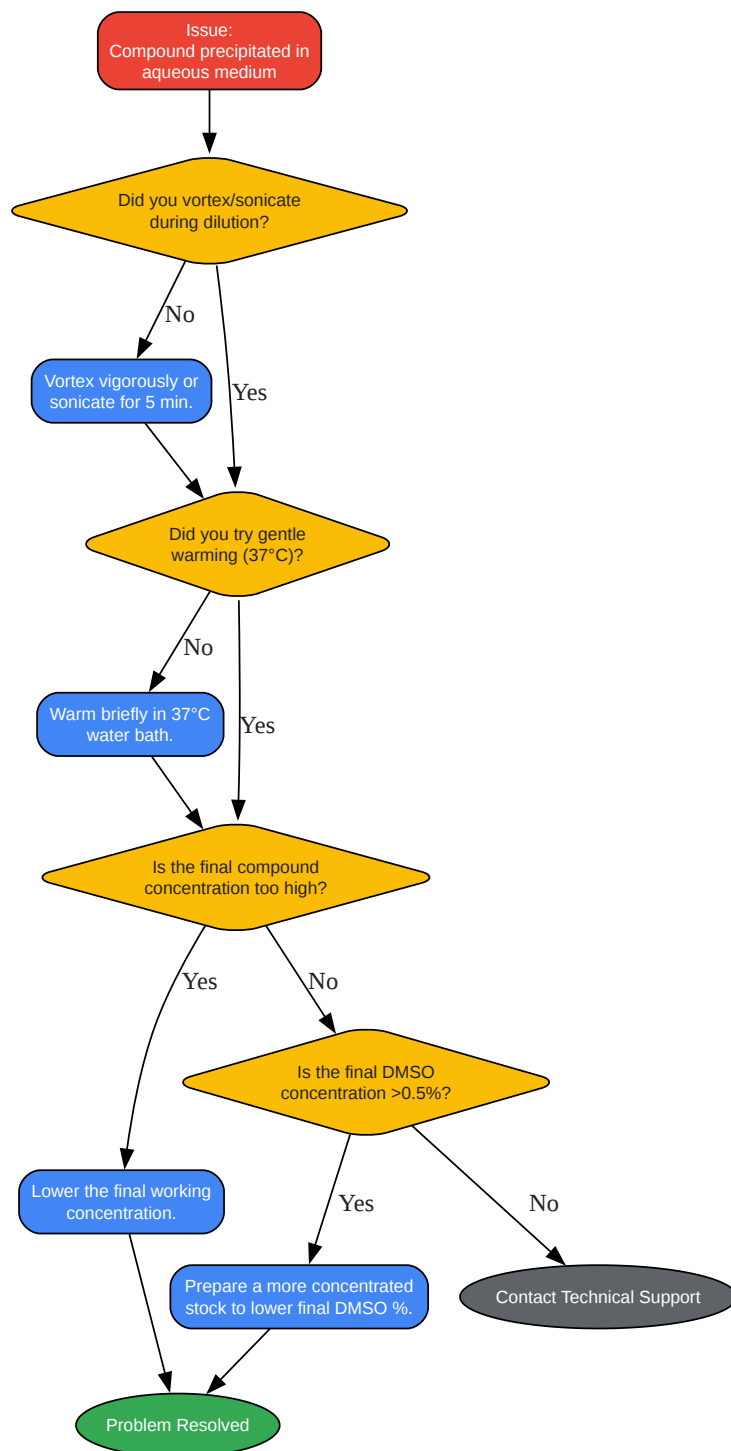 Issue:
Compound precipitated in
aqueous medium
Did you vortex/sonicate
during dilution?
No
Vortex vigorously or
sonicate for 5 min.
Yes
Did you try gentle
warming (37°C)?
No
Warm briefly in 37°C
water bath.
Yes
Is the final compound
concentration too high?
Yes
No
Is the final DMSO
concentration >0.5%?
Lower the final working
concentration.
Yes
No
Prepare a more concentrated
stock to lower final DMSO %.
Contact Technical Support
Problem Resolved